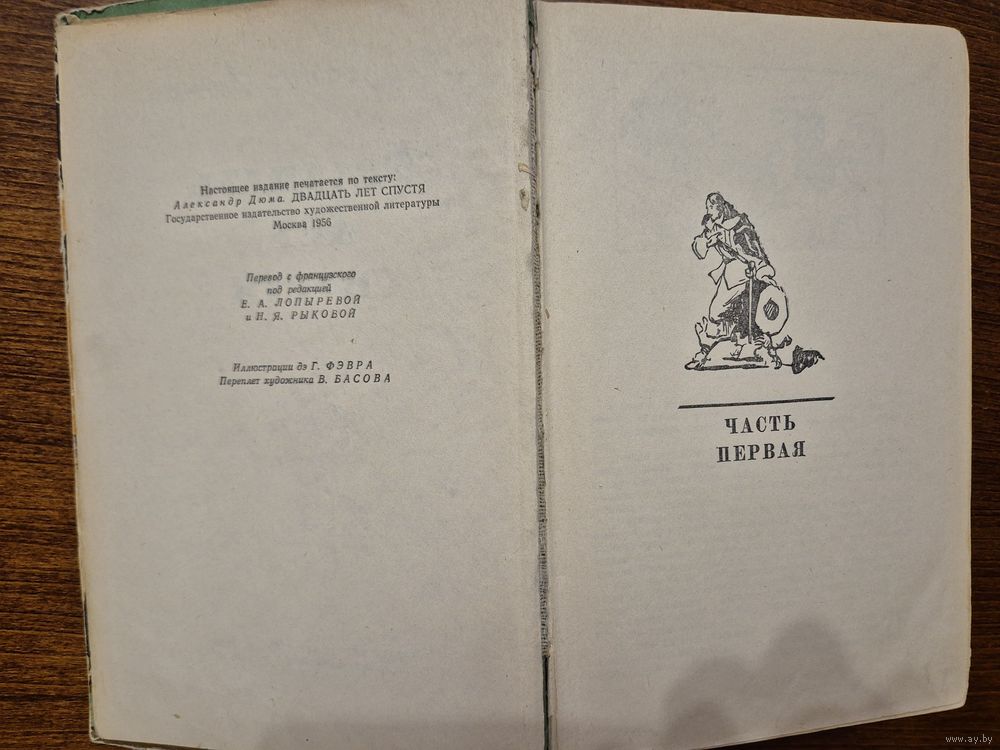 Настоящее издание печатается по тексту:
Александр Дюма. ДВАДЦАТЬ ЛЕТ СПУСТЯ
Государственное издательство художественной литературы
Москва 1956
Перевод с французского
под редакцией
Е. А. ЛОПЫРЕВОЙ
и Н. Я. РЫКОВОЙ
Иллюстрации дэ Г. ФЭВРА
Переплет художника В. БАСОВА
ЧАСТЬ
ПЕРВАЯ
www.ay.by